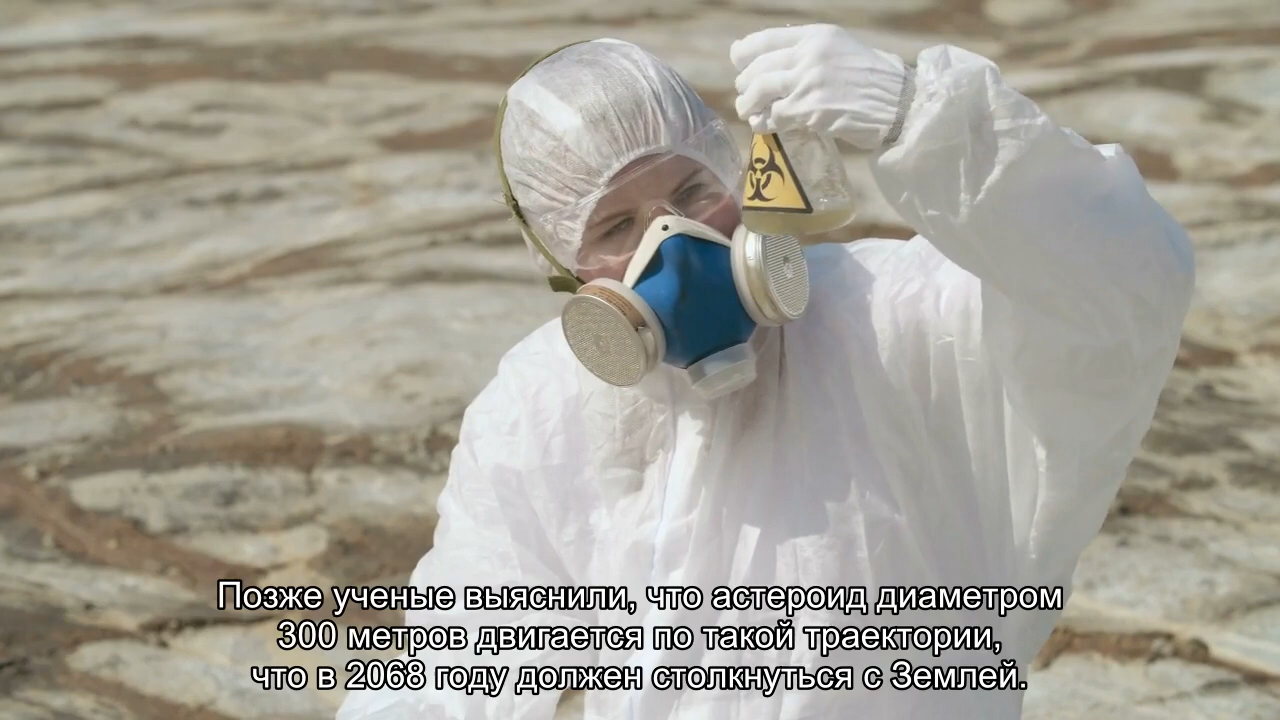 Позже ученые выяснили, что астероид диаметром
300 метров двигается по такой траектории,
что в 2068 году должен столкнуться с Землей.